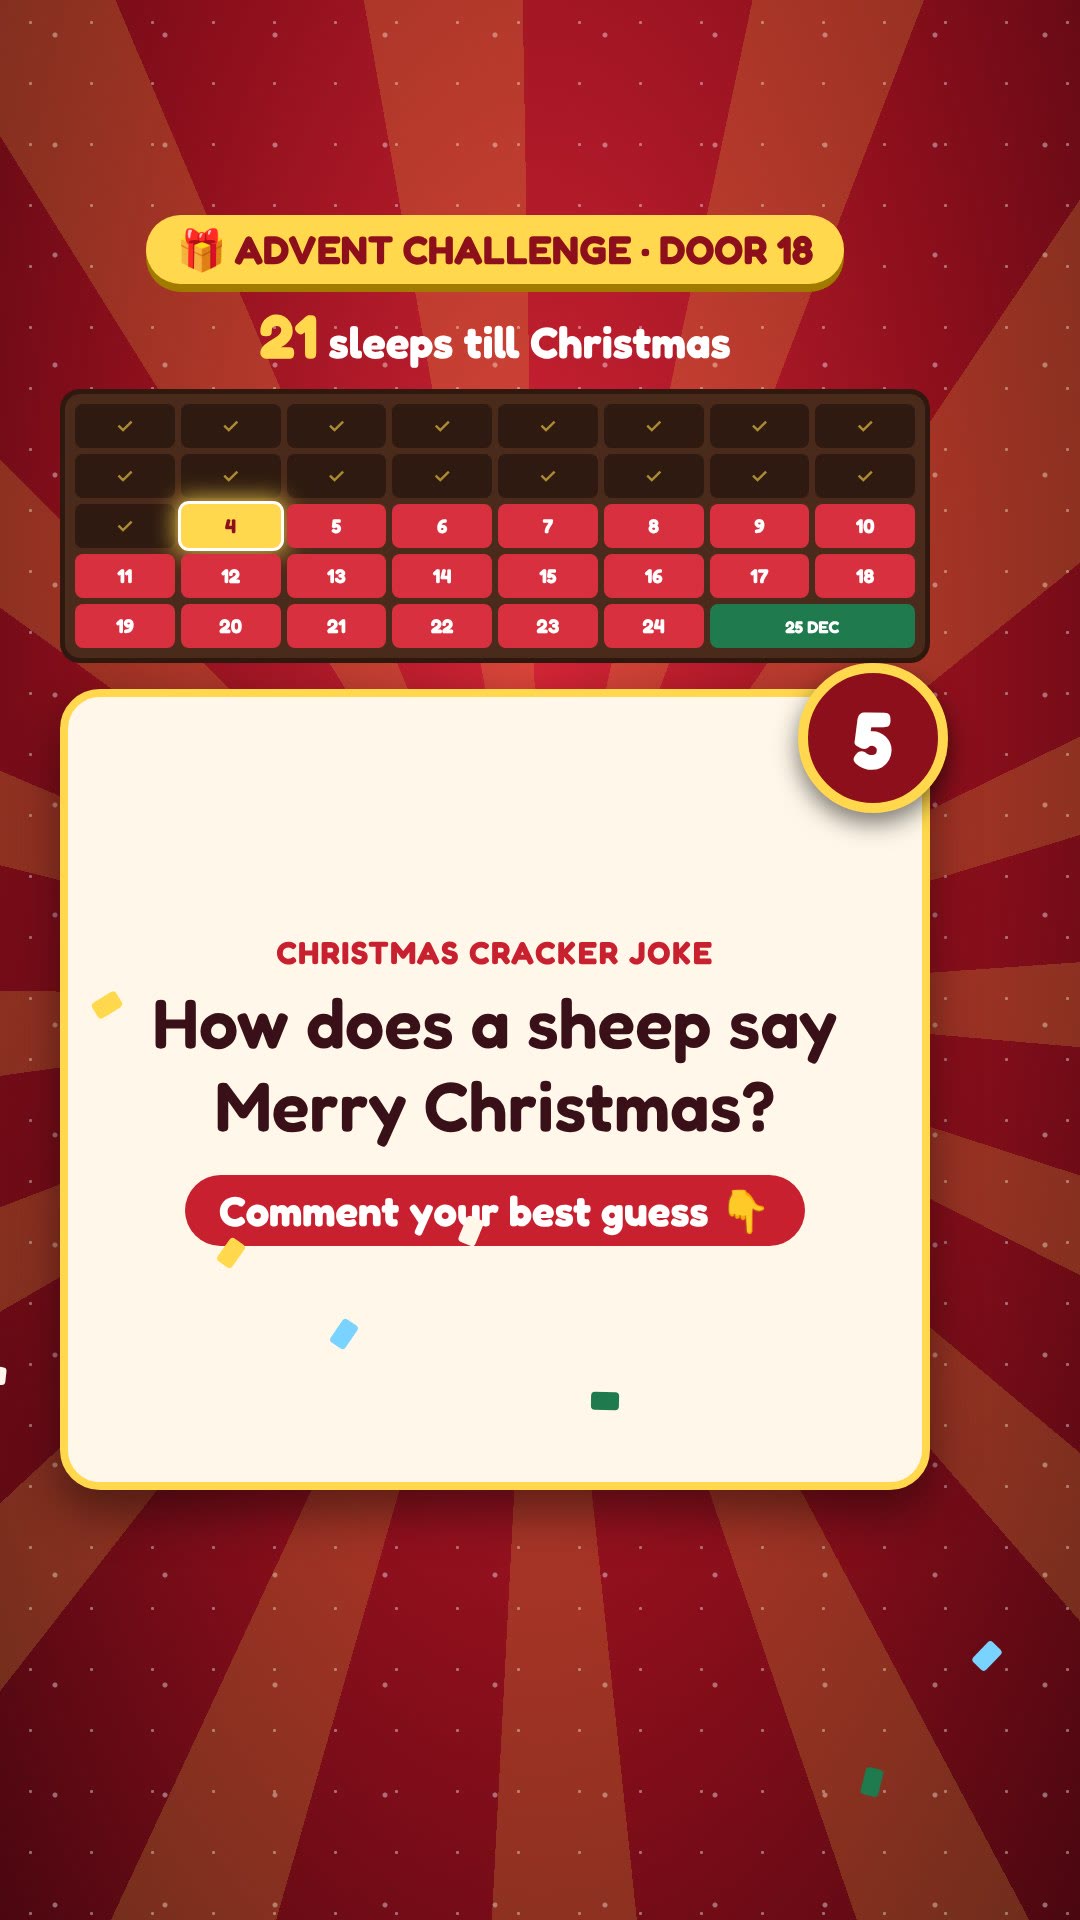 🎁 ADVENT CHALLENGE · DOOR 18
21 sleeps till Christmas
✓ ✓ ✓ ✓ ✓ ✓ ✓ ✓
✓ ✓ ✓ ✓ ✓ ✓ ✓ ✓
✓ 4 5 6 7 8 9 10
11 12 13 14 15 16 17 18
19 20 21 22 23 24 25 DEC
5
CHRISTMAS CRACKER JOKE
How does a sheep say
Merry Christmas?
Comment your best guess 👇